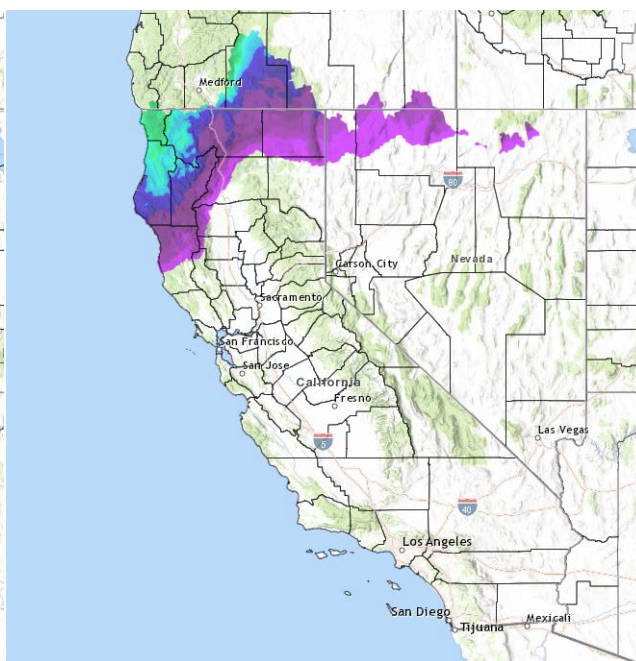 Medford
80
Carson City
Nevada
Sacramento
San Francisco
San Jose
California
Fresno
Las Vegas
5
40
Los Angeles
San Diego
Tijuana
Mexicali